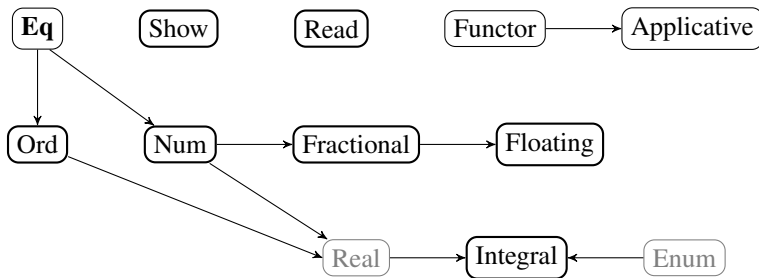 Eq Show Read Functor Applicative
Ord Num Fractional Floating
Real Integral Enum